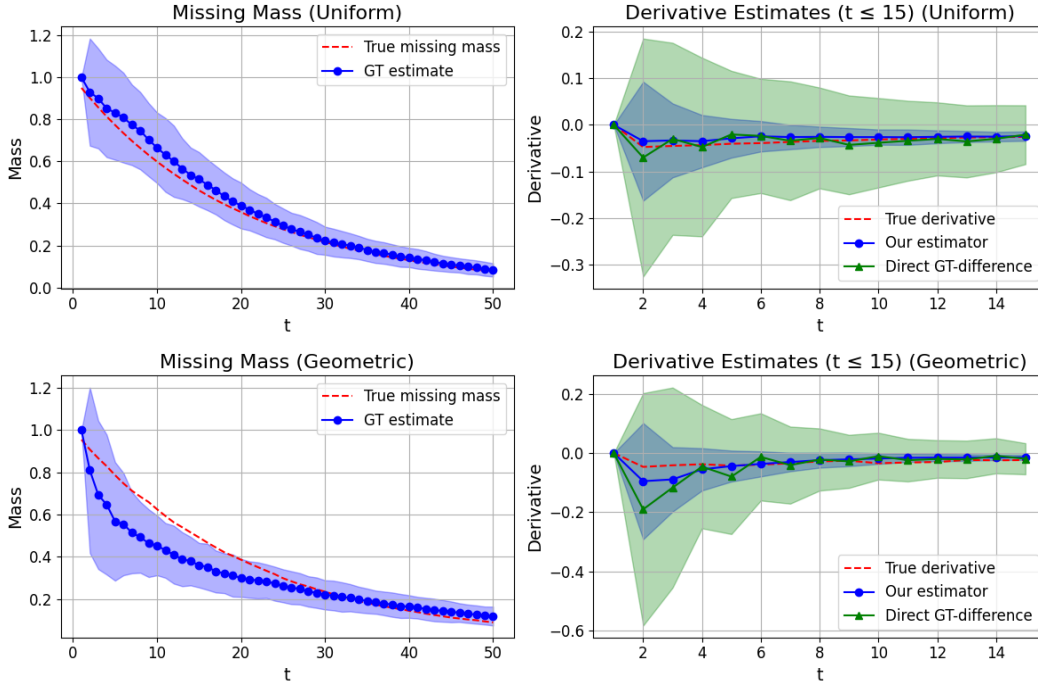 Missing Mass (Uniform)
1.2
1.0
0.8
0.6
0.4
0.2
0.0
Mass
True missing mass
GT estimate
0 10 20 30 40 50
t
Derivative Estimates (t ≤ 15) (Uniform)
0.2
0.1
0.0
−0.1
−0.2
−0.3
Derivative
True derivative
Our estimator
Direct GT-difference
2 4 6 8 10 12 14
t
Missing Mass (Geometric)
1.2
1.0
0.8
0.6
0.4
0.2
Mass
True missing mass
GT estimate
0 10 20 30 40 50
t
Derivative Estimates (t ≤ 15) (Geometric)
0.2
0.0
−0.2
−0.4
−0.6
Derivative
True derivative
Our estimator
Direct GT-difference
2 4 6 8 10 12 14
t